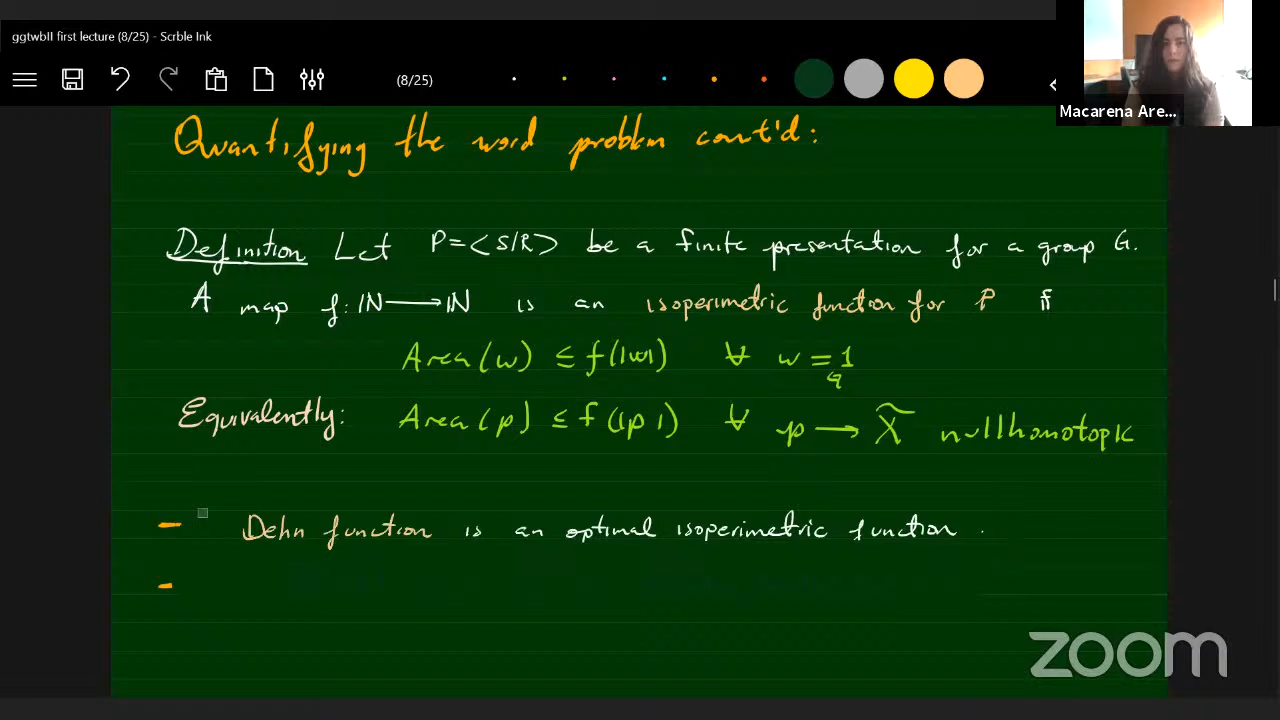 ggtwbII first lecture (8/25) - Scrble Ink
(8/25)
Macarena Are...
Quantifying the word problem cont'd:
Definition Let P=<S/R> be a finite presentation for a group G.
A map f: IN → IN is an isoperimetric function for P if
Area(w) ≤ f(|w|) ∀ w =_G 1
Equivalently: Area(p) ≤ f(|p|) ∀ p → X̃ nullhomotopic
- Dehn function is an optimal isoperimetric function.
-
zoom